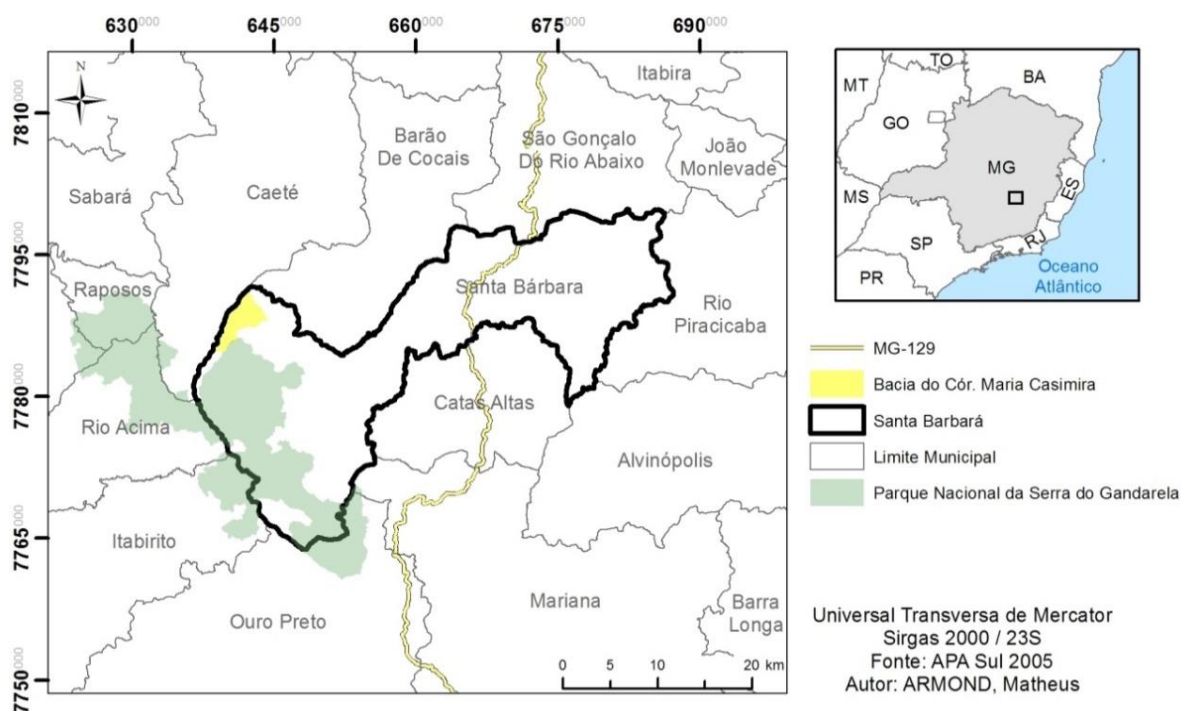 630000 645000 660000 675000 690000
N
7810000
7795000
7780000
7765000
7750000
Itabira
Barão
De Cocais
São Gonçalo
Do Rio Abaixo
João
Monlevade
Sabará
Caeté
Raposos
Santa Bárbara
Rio
Piracicaba
Rio Acima
Catas Altas
Alvinópolis
Itabirito
Ouro Preto
Mariana
Barra
Longa
0 5 10 20 km
TO
BA
MT
GO
MG
MS
ES
SP
RJ
PR
Oceano
Atlântico
MG-129
Bacia do Cór. Maria Casimira
Santa Barbará
Limite Municipal
Parque Nacional da Serra do Gandarela
Universal Transversa de Mercator
Sirgas 2000 / 23S
Fonte: APA Sul 2005
Autor: ARMOND, Matheus